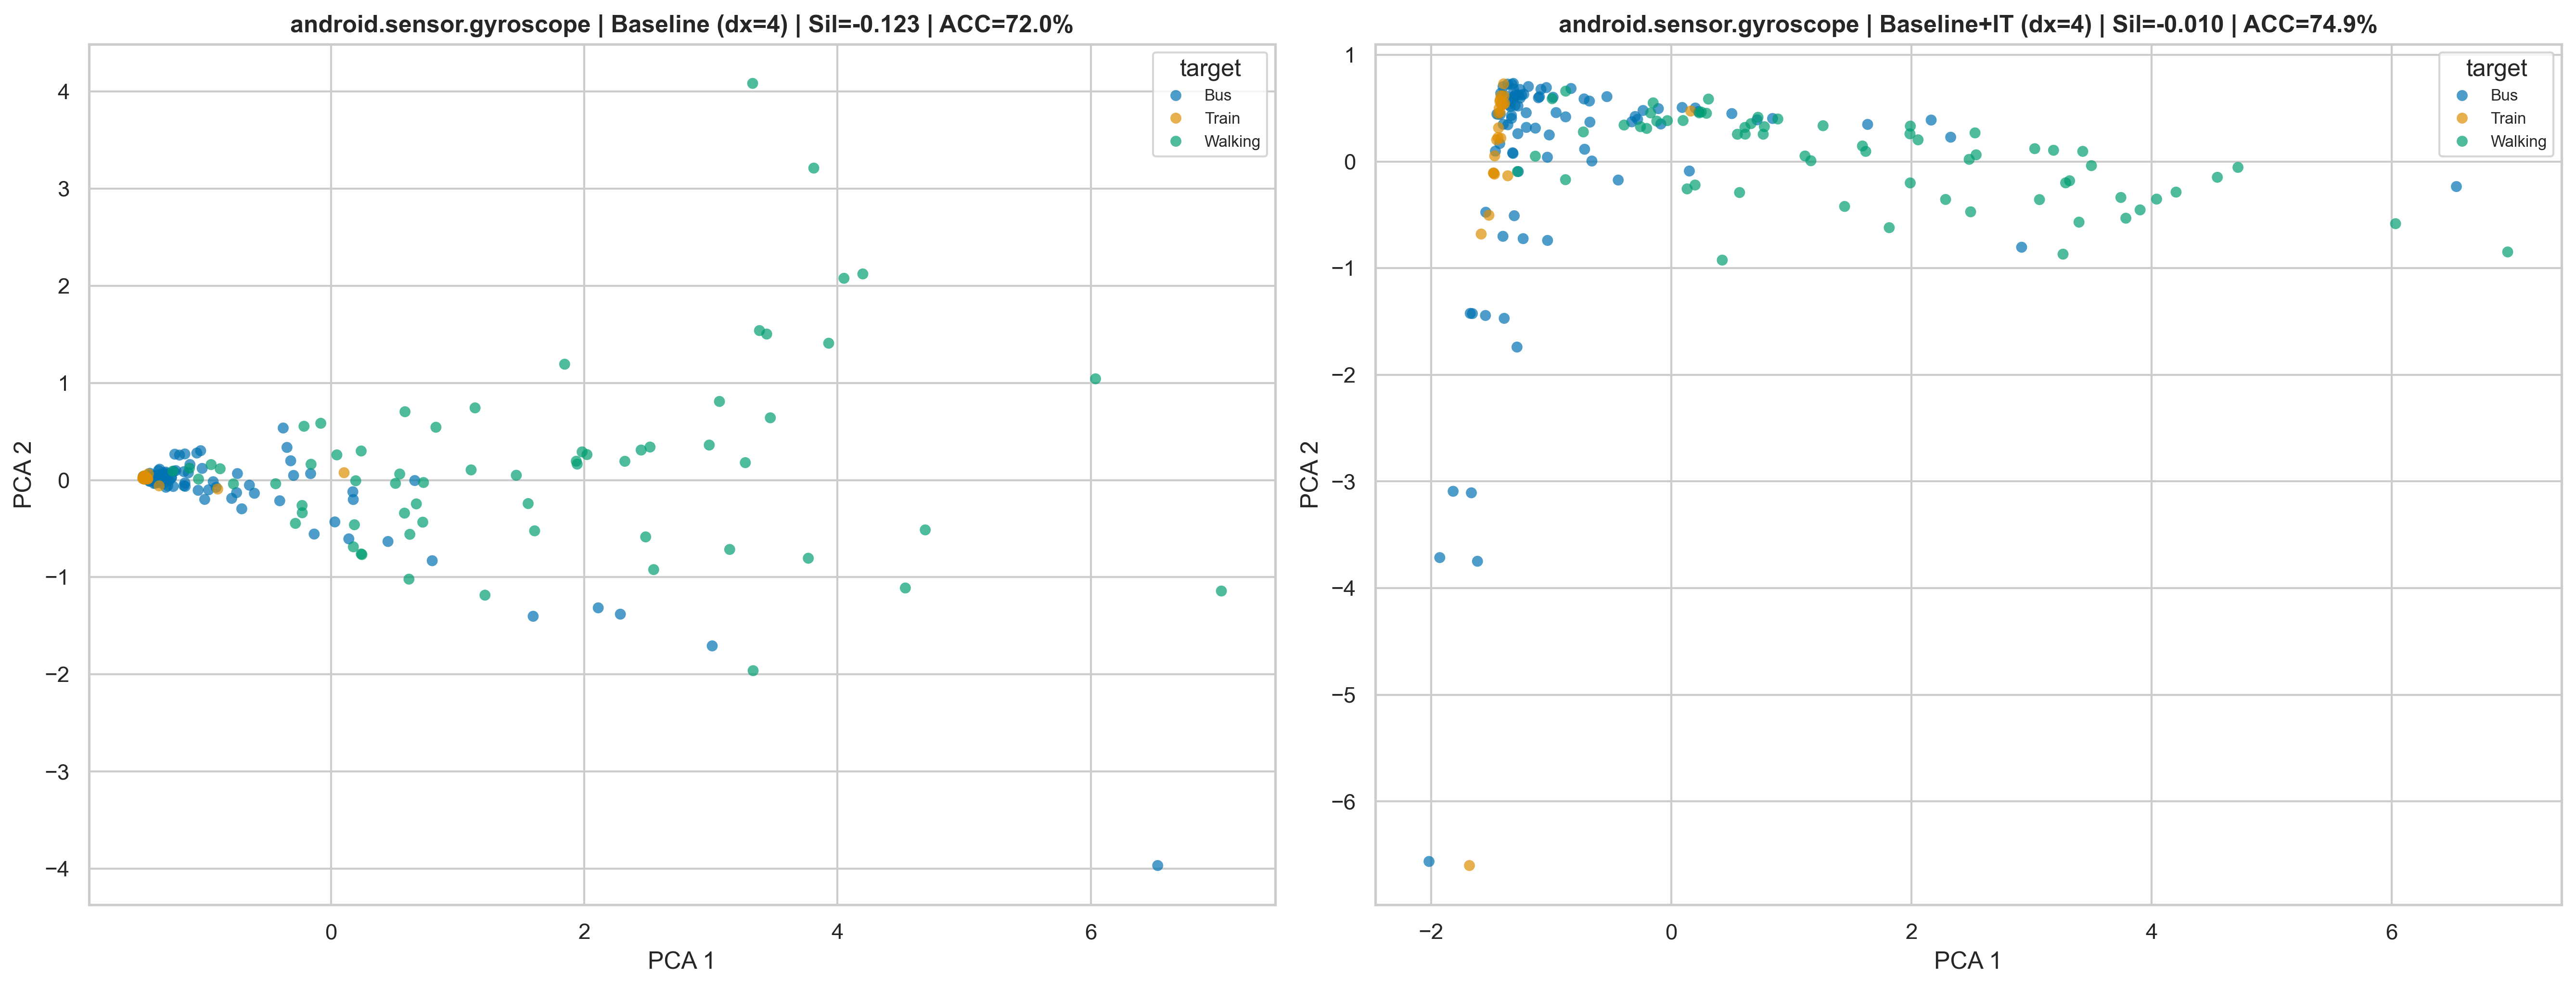 android.sensor.gyroscope | Baseline (dx=4) | Sil=-0.123 | ACC=72.0%
target
Bus
Train
Walking
4
3
2
1
0
−1
−2
−3
−4
PCA 2
0
2
4
6
PCA 1
android.sensor.gyroscope | Baseline+IT (dx=4) | Sil=-0.010 | ACC=74.9%
target
Bus
Train
Walking
1
0
−1
−2
−3
−4
−5
−6
PCA 2
−2
0
2
4
6
PCA 1